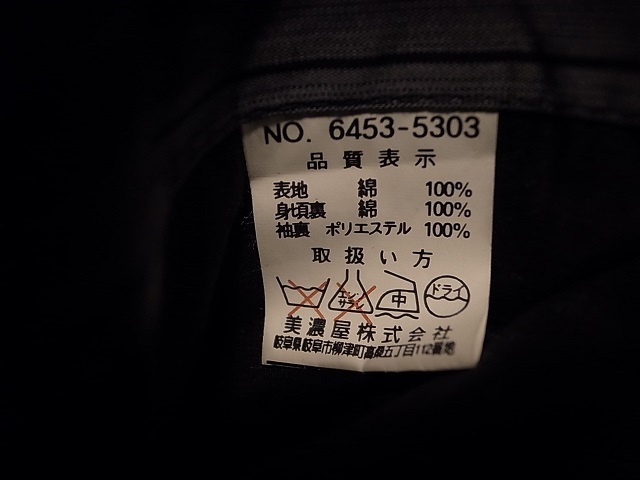 NO. 6453-5303
品質表示
表地 綿 100%
身頃裏 綿 100%
袖裏 ポリエステル 100%
取扱い方
エンソ サラシ 中 ドライ
美濃屋株式会社
岐阜県岐阜市柳津町高桑五丁目112番地